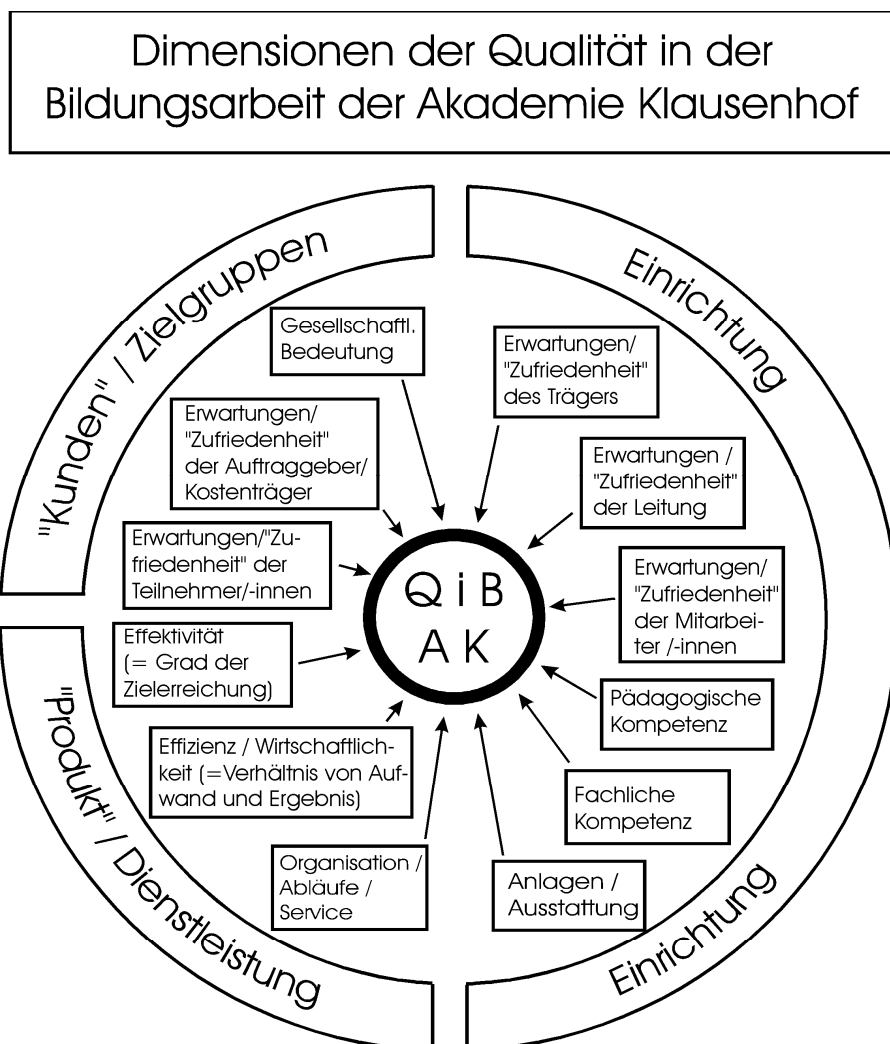 Dimensionen der Qualität in der
Bildungsarbeit der Akademie Klausenhof
"Kunden" / Zielgruppen
Einrichtung
Gesellschaftl.
Bedeutung
Erwartungen/
"Zufriedenheit"
des Trägers
Erwartungen/
"Zufriedenheit"
der Auftraggeber/
Kostenträger
Erwartungen /
"Zufriedenheit"
der Leitung
Erwartungen/"Zu-
friedenheit" der
Teilnehmer/-innen
Erwartungen/
"Zufriedenheit"
der Mitarbei-
ter /-innen
Q i B
A K
Effektivität
(= Grad der
Zielerreichung)
Pädagogische
Kompetenz
Effizienz / Wirtschaftlich-
keit (=Verhältnis von Auf-
wand und Ergebnis)
Fachliche
Kompetenz
Organisation /
Abläufe /
Service
Anlagen /
Ausstattung
"Produkt" / Dienstleistung
Einrichtung